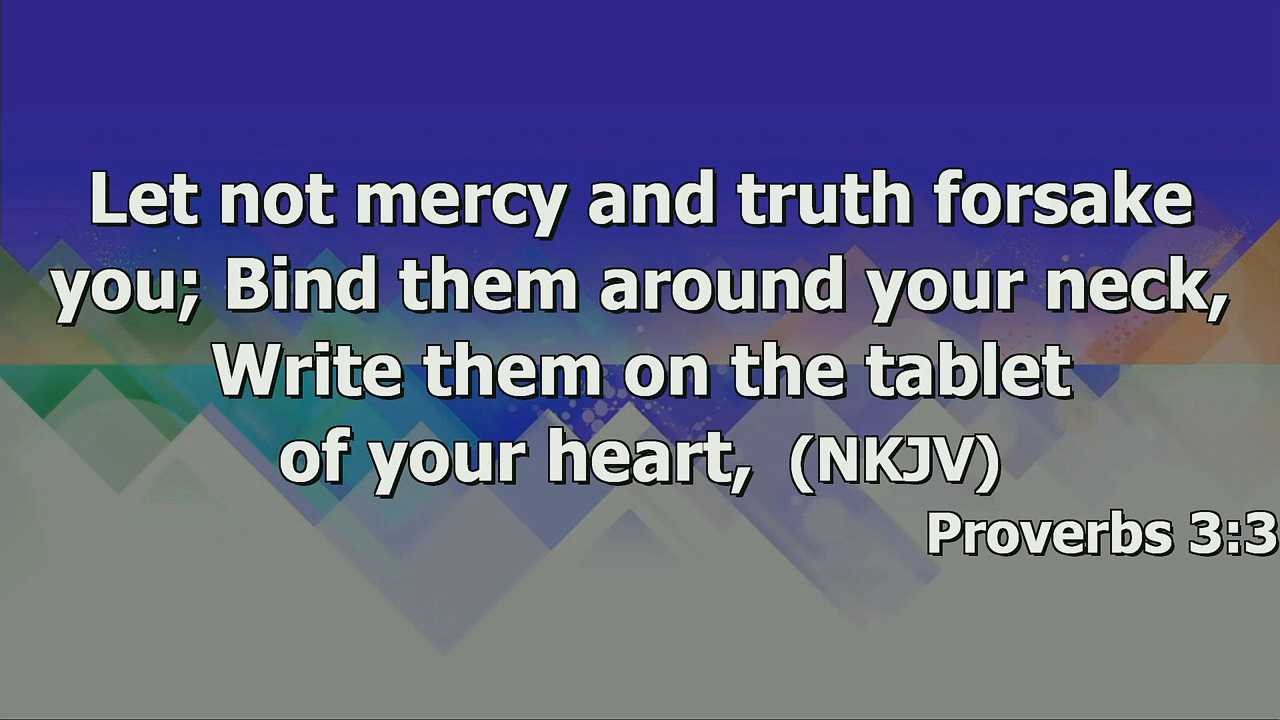 Let not mercy and truth forsake
you; Bind them around your neck,
Write them on the tablet
of your heart, (NKJV)
Proverbs 3:3